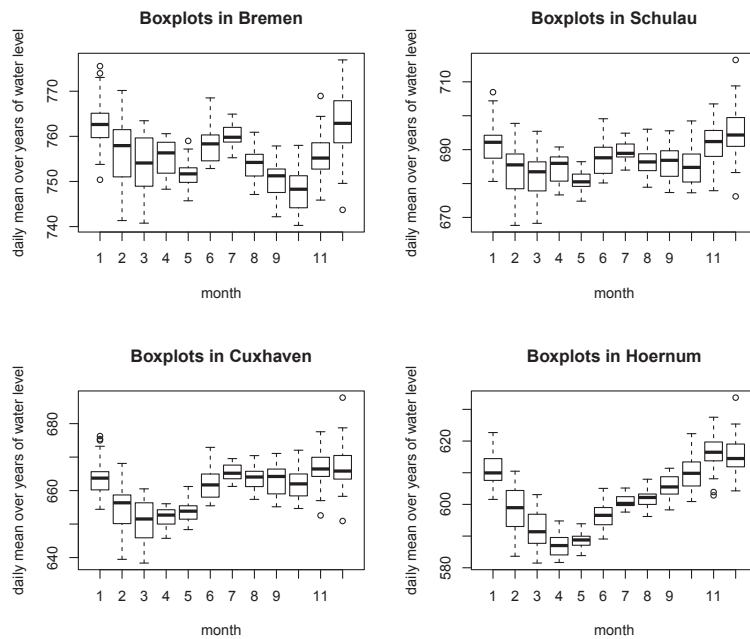 Boxplots in Bremen
daily mean over years of water level
740 750 760 770
1 2 3 4 5 6 7 8 9 11
month
Boxplots in Schulau
daily mean over years of water level
670 690 710
1 2 3 4 5 6 7 8 9 11
month
Boxplots in Cuxhaven
daily mean over years of water level
640 660 680
1 2 3 4 5 6 7 8 9 11
month
Boxplots in Hoernum
daily mean over years of water level
580 600 620
1 2 3 4 5 6 7 8 9 11
month